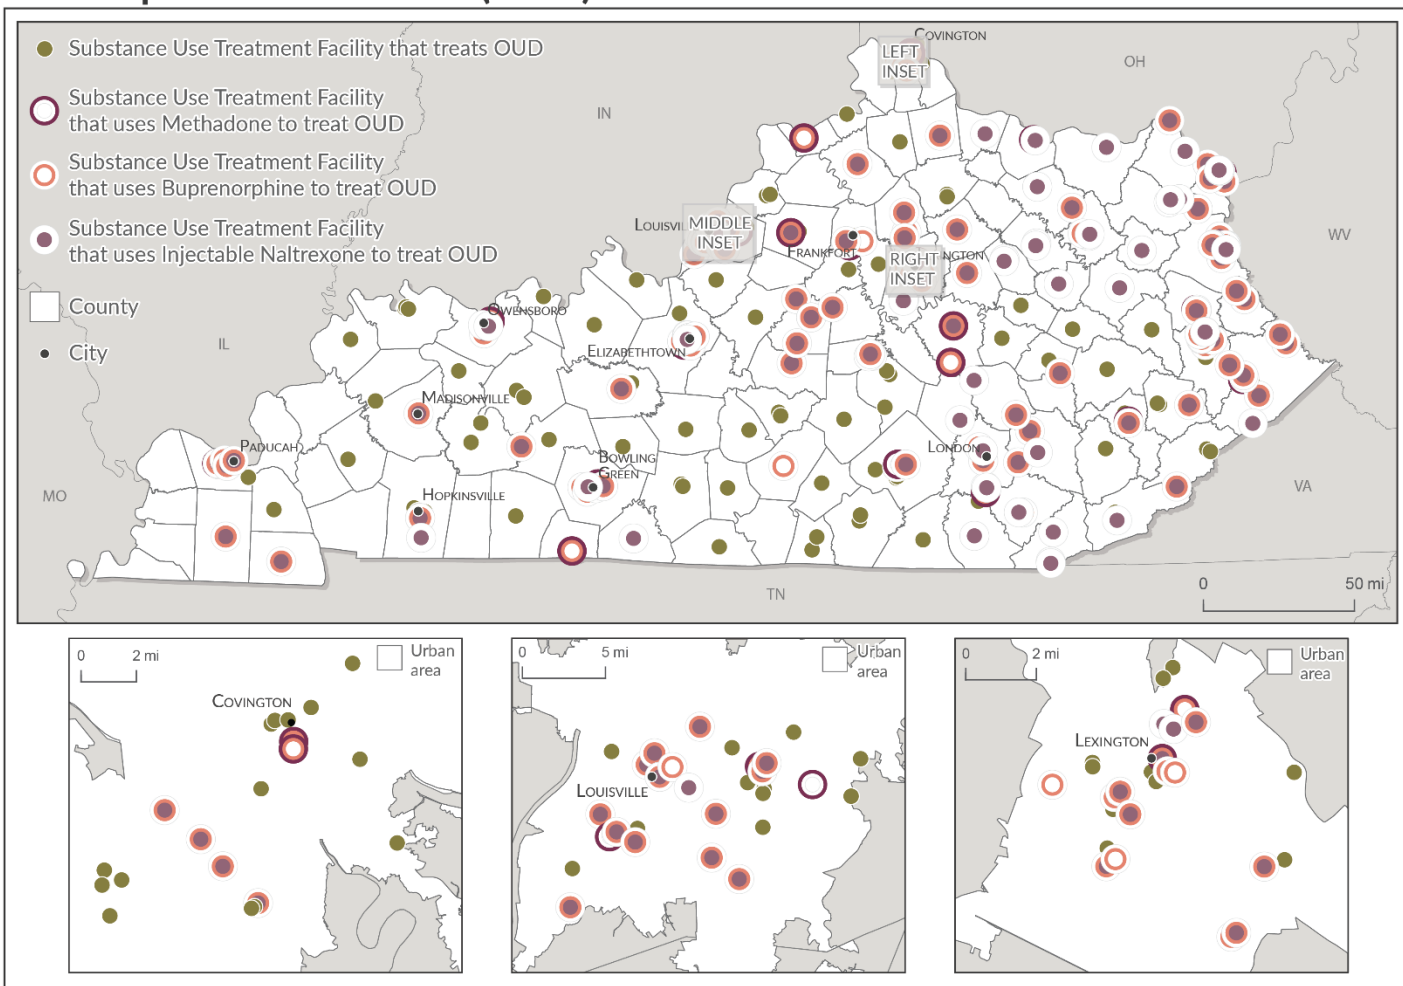 Substance Use Treatment Facility that treats OUD
Substance Use Treatment Facility
that uses Methadone to treat OUD
Substance Use Treatment Facility
that uses Buprenorphine to treat OUD
Substance Use Treatment Facility
that uses Injectable Naltrexone to treat OUD
County
City
COVINGTON
LEFT
INSET
OH
IN
MIDDLE
INSET
FRANKFORT
RIGHT
INSET
WV
IL
OWENSBORO
ELIZABETHTOWN
MADISONVILLE
PADUCAH
LONDON
BOWLING
GREEN
HOPKINSVILLE
MO
VA
TN
0 50 mi
0 2 mi
Urban
area
COVINGTON
0 5 mi
Urban
area
LOUISVILLE
0 2 mi
Urban
area
LEXINGTON